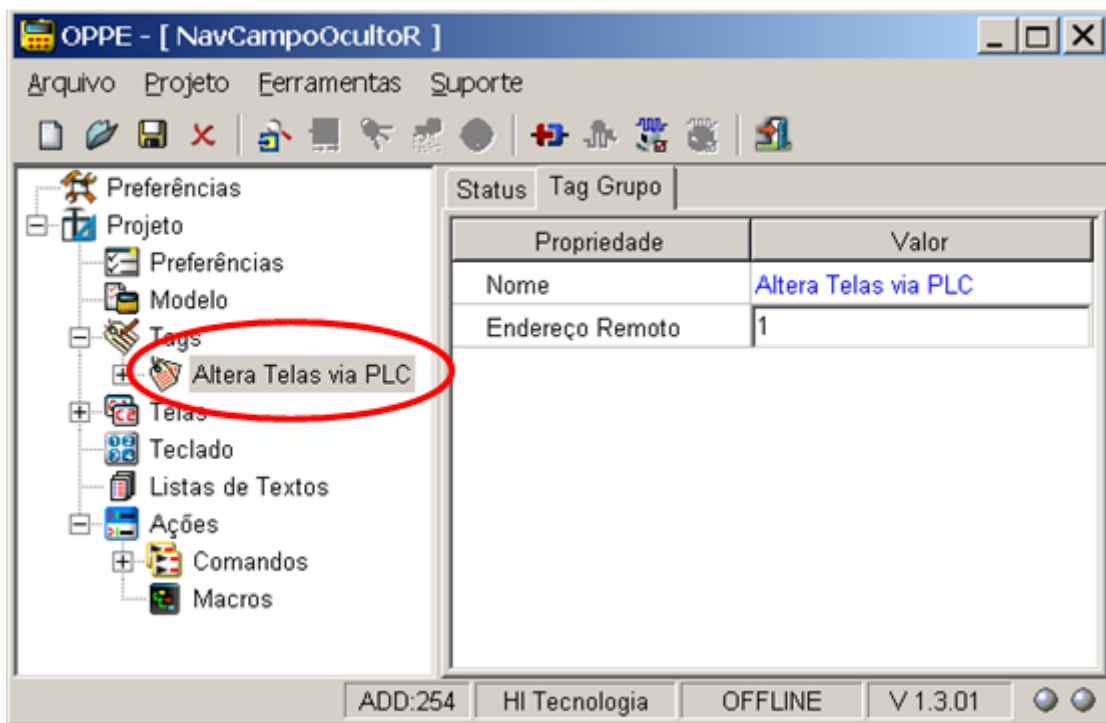 OPPE - [ NavCampoOcultoR ]
Arquivo Projeto Ferramentas Suporte
Preferências
Projeto
Preferências
Modelo
Tags
Altera Telas via PLC
Telas
Teclado
Listas de Textos
Ações
Comandos
Macros
Status Tag Grupo
Propriedade Valor
Nome Altera Telas via PLC
Endereço Remoto 1
ADD:254 HI Tecnologia OFFLINE V 1.3.01